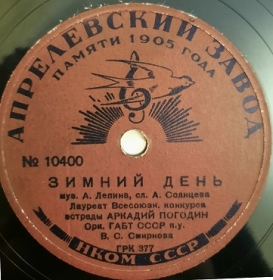 АПРЕЛЕВСКИЙ ЗАВОД
ПАМЯТИ 1905 ГОДА
№ 10400
ЗИМНИЙ ДЕНЬ
муз. А. Лепина, сл. А. Солнцева
Лауреат Всесоюзн. конкурса
эстрады АРКАДИЙ ПОГОДИН
Орк. ГАБТ СССР п.у.
В. С. Смирнова
ГРК 377
НКОМ СССР